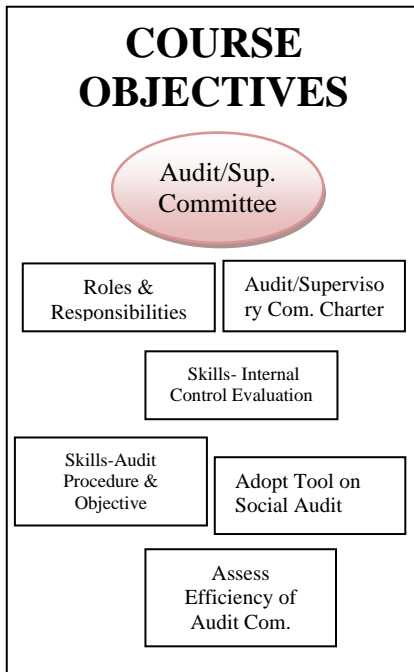 COURSE
OBJECTIVES
Audit/Sup.
Committee
Roles &
Responsibilities
Audit/Superviso
ry Com. Charter
Skills- Internal
Control Evaluation
Skills-Audit
Procedure &
Objective
Adopt Tool on
Social Audit
Assess
Efficiency of
Audit Com.